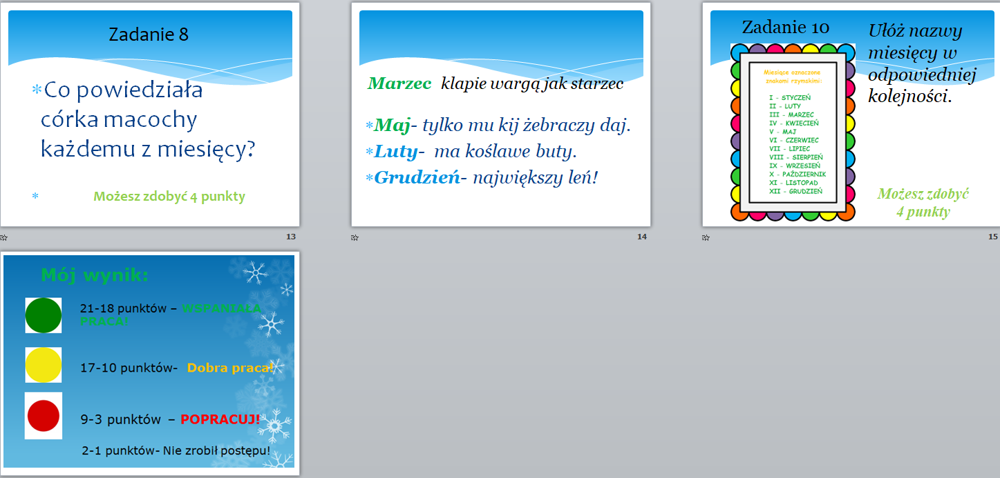 Zadanie 8
*Co powiedziała
córka macochy
każdemu z miesięcy?
* Możesz zdobyć 4 punkty
13
Marzec klapie wargą jak starzec
*Maj- tylko mu kij żebraczy daj.
*Luty- ma koślawe buty.
*Grudzień- największy leń!
14
Zadanie 10
Miesiące oznaczone
znakami rzymskimi:
I - STYCZEŃ
II - LUTY
III - MARZEC
IV - KWIECIEŃ
V - MAJ
VI - CZERWIEC
VII - LIPIEC
VIII - SIERPIEŃ
IX - WRZESIEŃ
X - PAŹDZIERNIK
XI - LISTOPAD
XII - GRUDZIEŃ
Ułóż nazwy
miesięcy w
odpowiedniej
kolejności.
Możesz zdobyć
4 punkty
15
Mój wynik:
21-18 punktów – WSPANIAŁA
PRACA!
17-10 punktów- Dobra praca!
9-3 punktów – POPRACUJ!
2-1 punktów- Nie zrobił postępu!